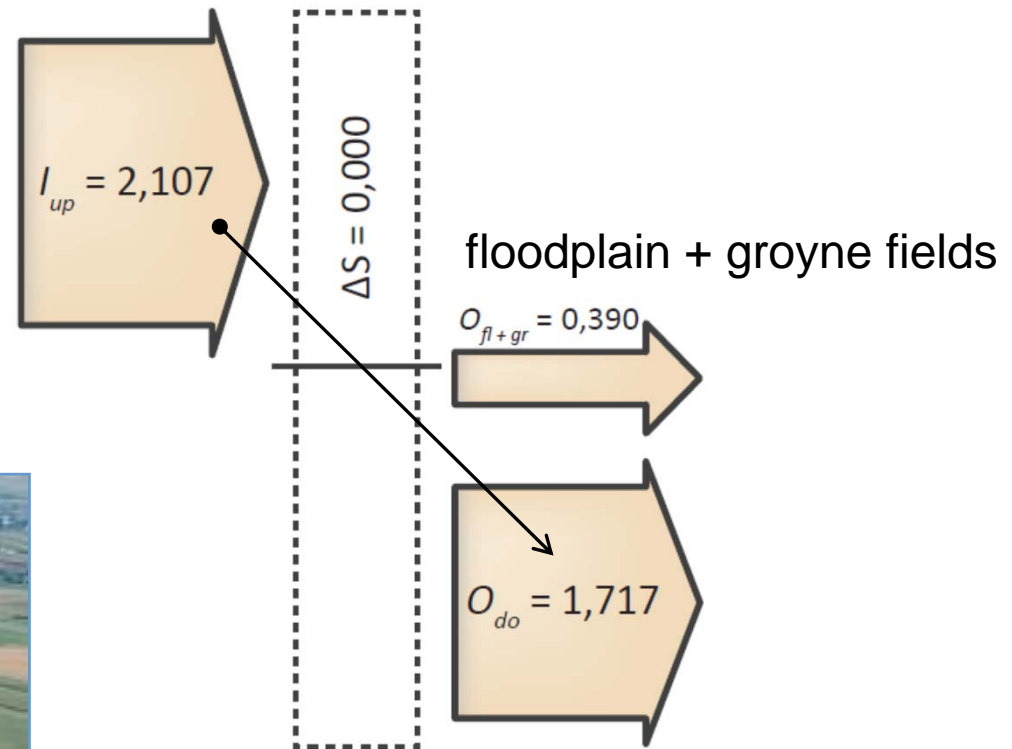 I_up = 2,107
ΔS = 0,000
floodplain + groyne fields
O_fl + gr = 0,390
O_do = 1,717